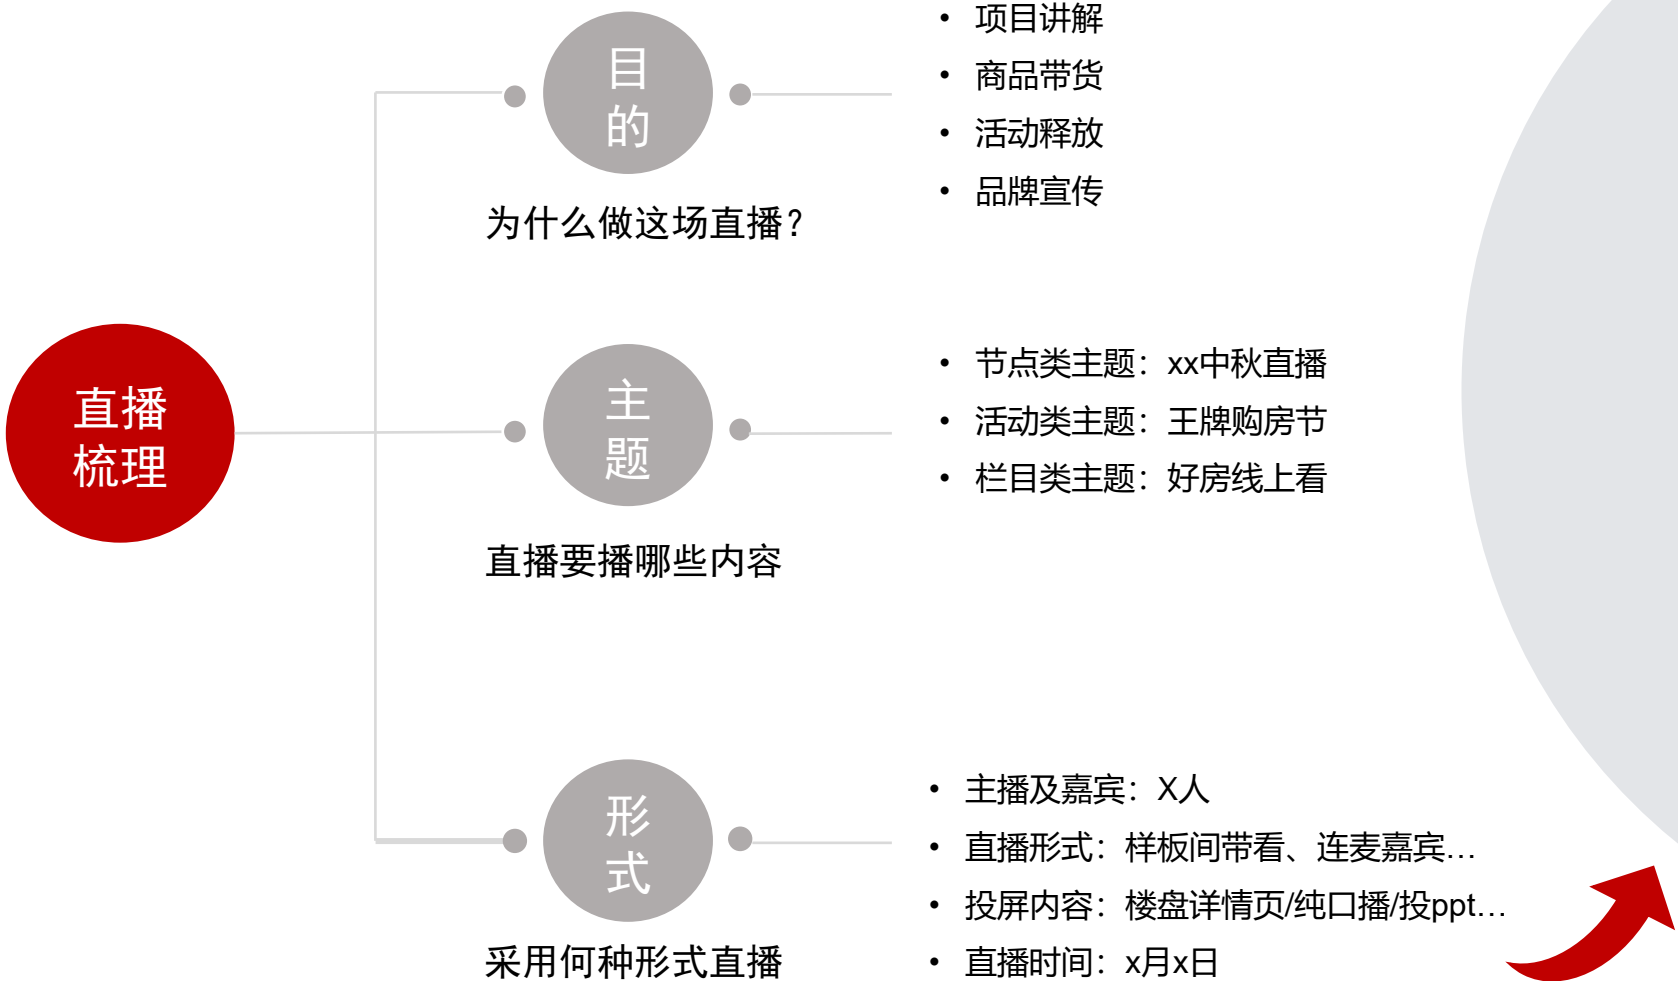 目
的
为什么做这场直播？
• 项目讲解
• 商品带货
• 活动释放
• 品牌宣传
直播
梳理
主
题
直播要播哪些内容
• 节点类主题：xx中秋直播
• 活动类主题：王牌购房节
• 栏目类主题：好房线上看
形
式
采用何种形式直播
• 主播及嘉宾：X人
• 直播形式：样板间带看、连麦嘉宾…
• 投屏内容：楼盘详情页/纯口播/投ppt…
• 直播时间：x月x日